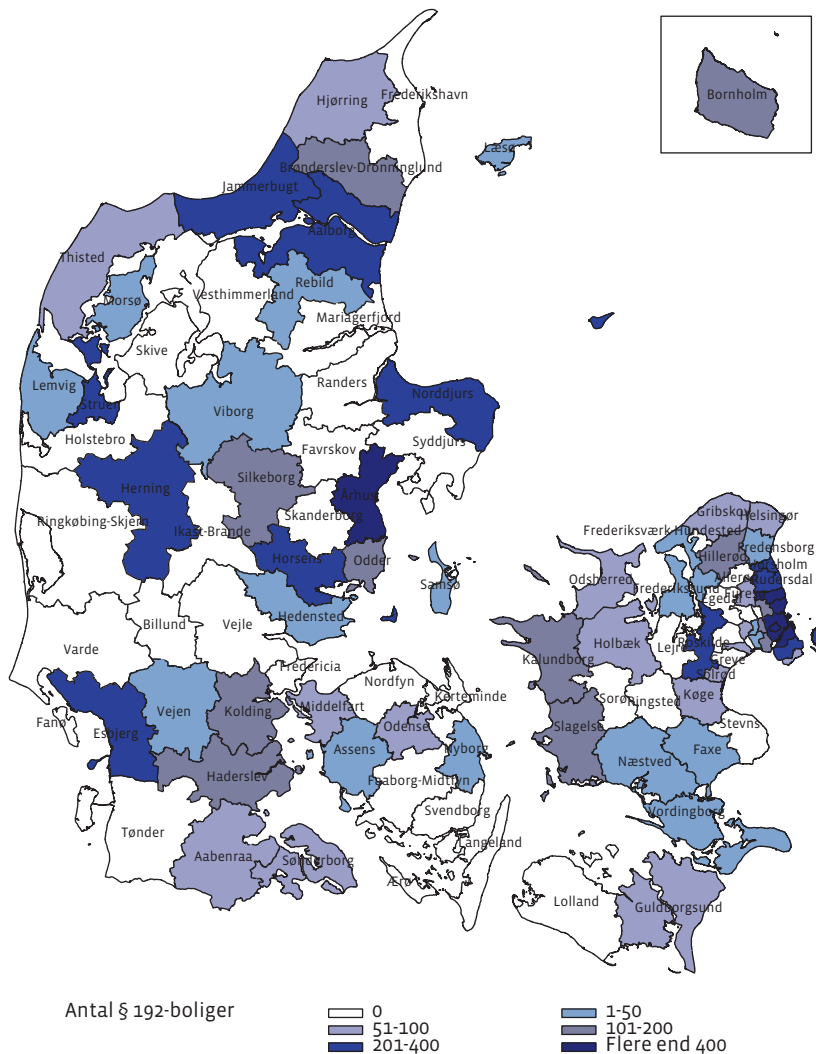 Bornholm
Hjørring
Frederikshavn
Læsø
Brønderslev-Dronninglund
Jammerbugt
Aalborg
Thisted
Rebild
Vesthimmerland
Morsø
Mariagerfjord
Skive
Randers
Lemvig
Norddjurs
Struer
Viborg
Holstebro
Favrskov
Syddjurs
Silkeborg
Herning
Århus
Gribskov
Helsingør
Ringkøbing-Skjern
Skanderborg
Ikast-Brande
Frederiksværk-Hundested
Fredensborg
Hillerød
Hørsholm
Horsens
Odder
Odsherred
Allerød
Rudersdal
Samsø
Frederikssund
Furesø
Egedal
Hedensted
Billund
Vejle
Holbæk
Lejre
Roskilde
Varde
Kalundborg
Greve
Fredericia
Solrød
Nordfyn
Kerteminde
Sorø
Ringsted
Køge
Fanø
Vejen
Kolding
Middelfart
Odense
Slagelse
Stevns
Esbjerg
Assens
Nyborg
Næstved
Faxe
Haderslev
Faaborg-Midtfyn
Svendborg
Vordingborg
Tønder
Langeland
Aabenraa
Sønderborg
Ærø
Lolland
Guldborgsund
Antal § 192-boliger
0
1-50
51-100
101-200
201-400
Flere end 400